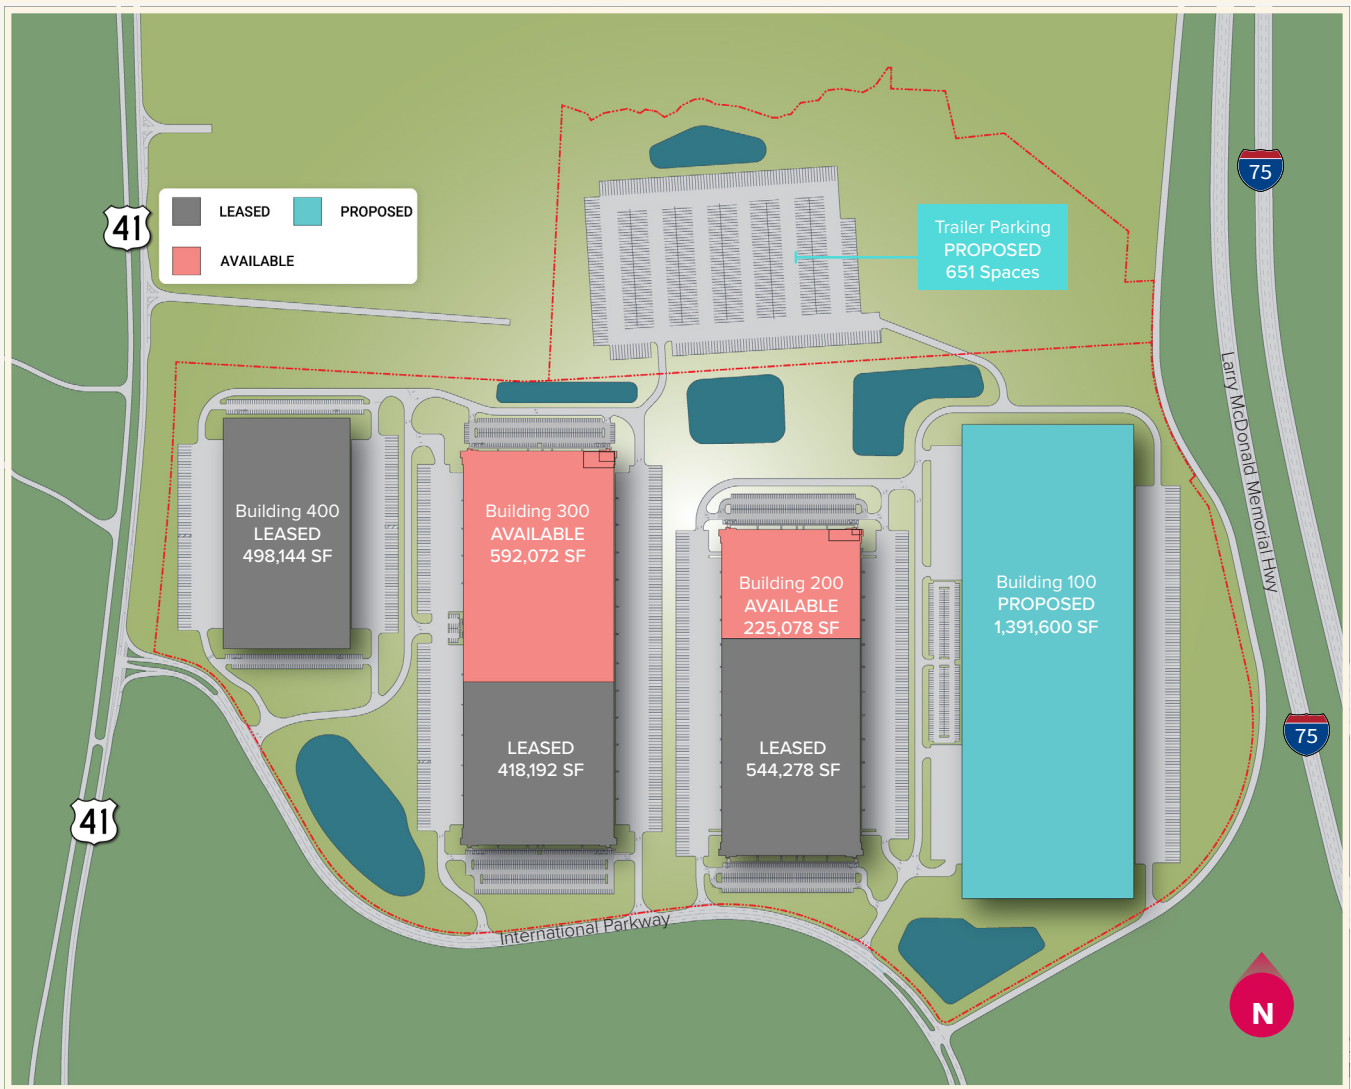 75
41
LEASED
PROPOSED
AVAILABLE
Trailer Parking
PROPOSED
651 Spaces
Larry McDonald Memorial Hwy
Building 400
LEASED
498,144 SF
Building 300
AVAILABLE
592,072 SF
Building 200
AVAILABLE
225,078 SF
Building 100
PROPOSED
1,391,600 SF
LEASED
418,192 SF
LEASED
544,278 SF
75
41
International Parkway
N